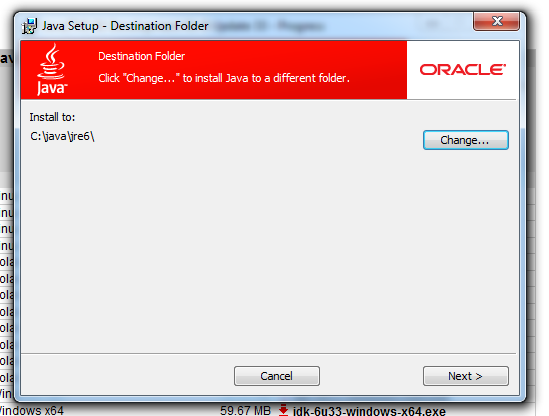 Java Setup - Destination Folder
Destination Folder
Click "Change..." to install Java to a different folder.
Java
ORACLE
Install to:
C:\java\jre6\
Change...
Cancel
Next >
Windows x64 59.67 MB jdk-6u33-windows-x64.exe